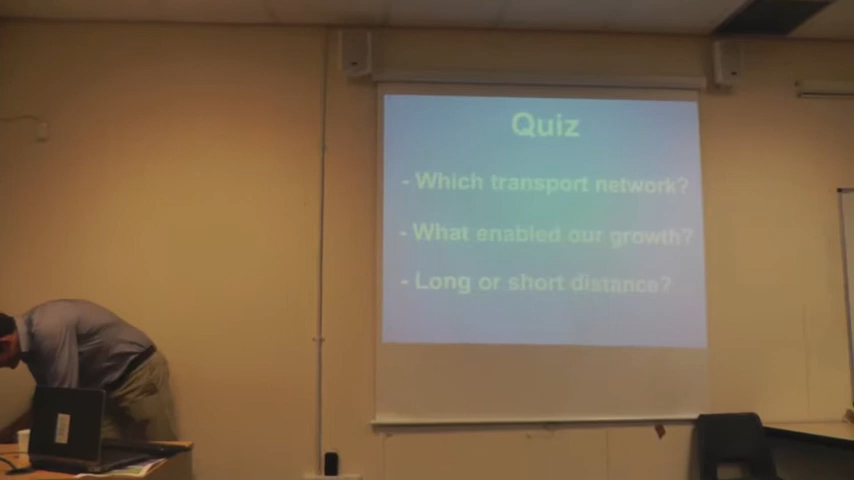 Quiz
- Which transport network?
- What enabled our growth?
- Long or short distance?